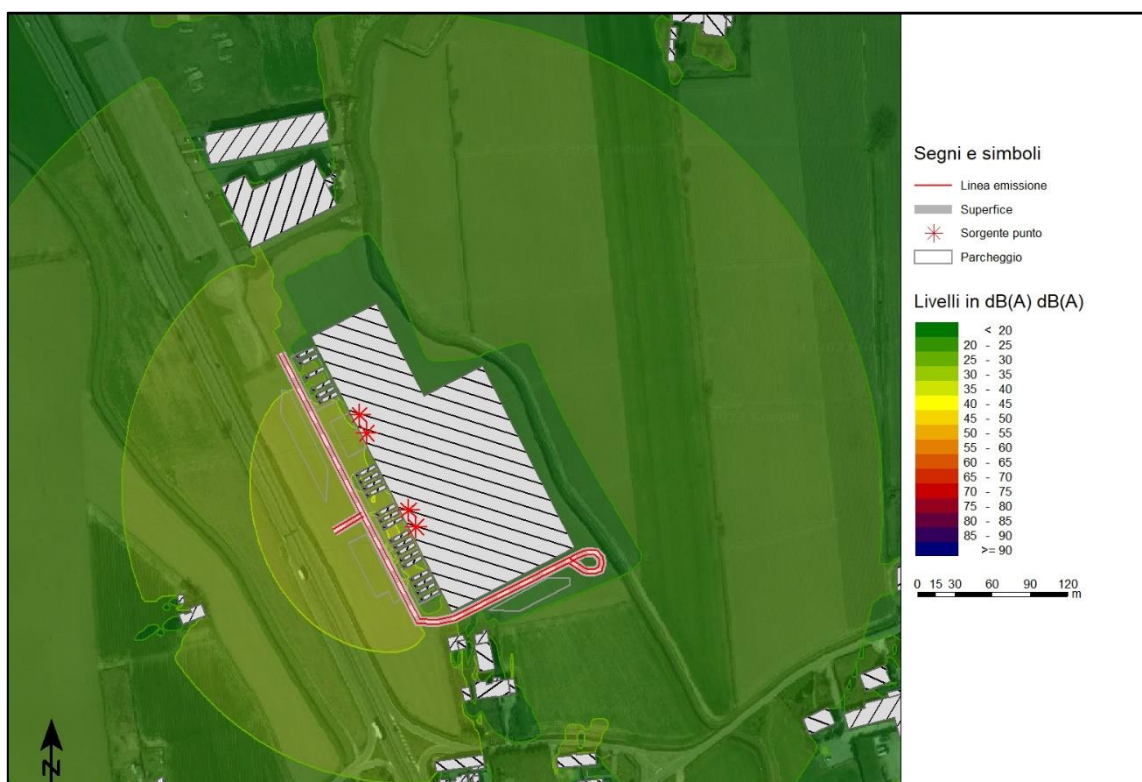 Segni e simboli
Linea emissione
Superfice
Sorgente punto
Parcheggio
Livelli in dB(A) dB(A)
< 20
20 - 25
25 - 30
30 - 35
35 - 40
40 - 45
45 - 50
50 - 55
55 - 60
60 - 65
65 - 70
70 - 75
75 - 80
80 - 85
85 - 90
>= 90
0 15 30 60 90 120
m
N